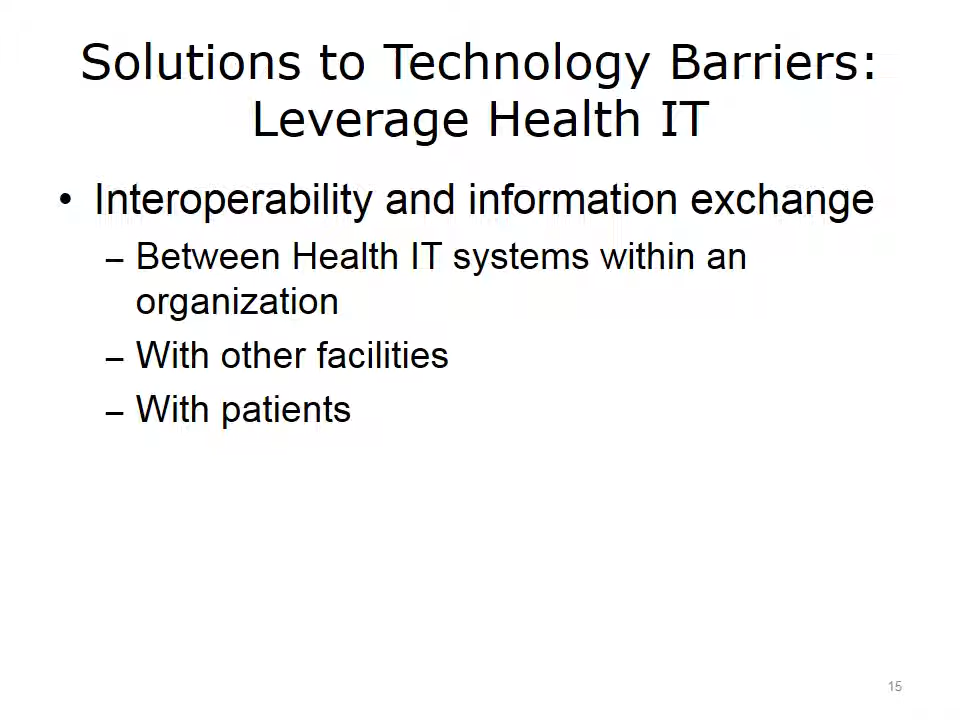 Solutions to Technology Barriers:
Leverage Health IT
• Interoperability and information exchange
– Between Health IT systems within an
organization
– With other facilities
– With patients
15